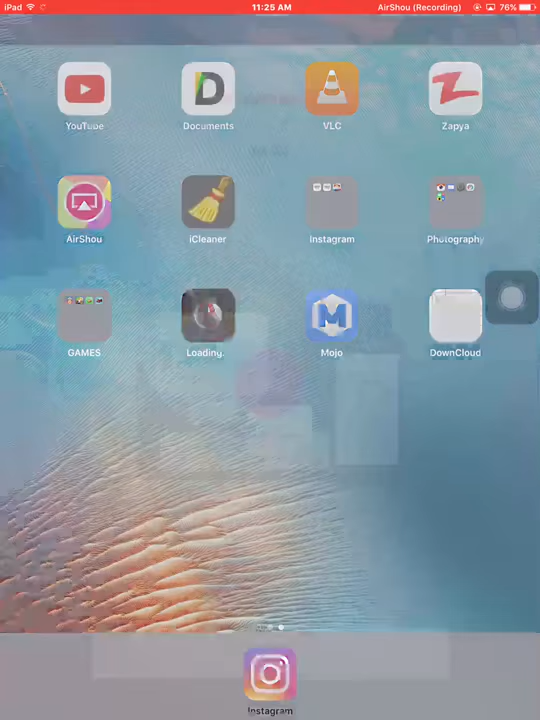 iPad 11:25 AM AirShou (Recording) 76%
YouTube Documents VLC Zapya
AirShou iCleaner Instagram Photography
GAMES Loading. Mojo DownCloud
Instagram